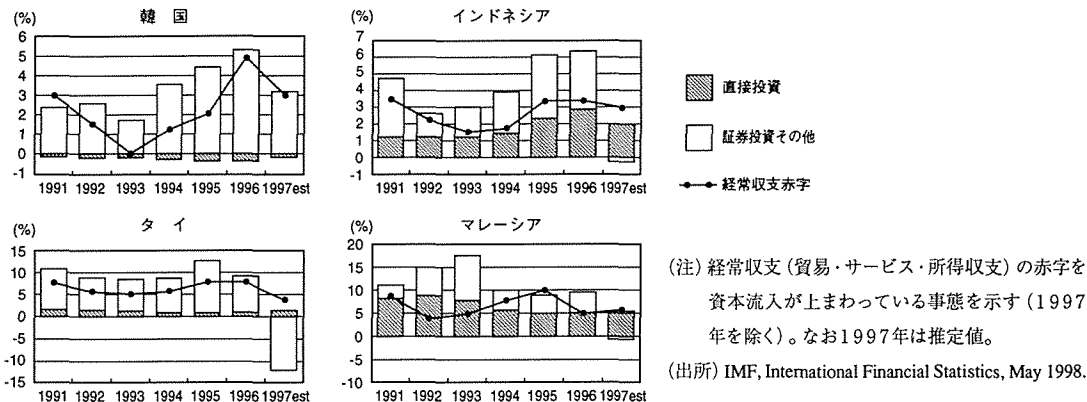 韓国
(%)
6
5
4
3
2
1
0
-1
1991 1992 1993 1994 1995 1996 1997est
インドネシア
(%)
7
6
5
4
3
2
1
0
-1
1991 1992 1993 1994 1995 1996 1997est
直接投資
証券投資その他
経常収支赤字
タイ
(%)
15
10
5
0
-5
-10
-15
1991 1992 1993 1994 1995 1996 1997est
マレーシア
(%)
20
15
10
5
0
-5
-10
1991 1992 1993 1994 1995 1996 1997est
(注) 経常収支(貿易・サービス・所得収支)の赤字を
資本流入が上まわっている事態を示す(1997
年を除く)。なお1997年は推定値。
(出所) IMF, International Financial Statistics, May 1998.